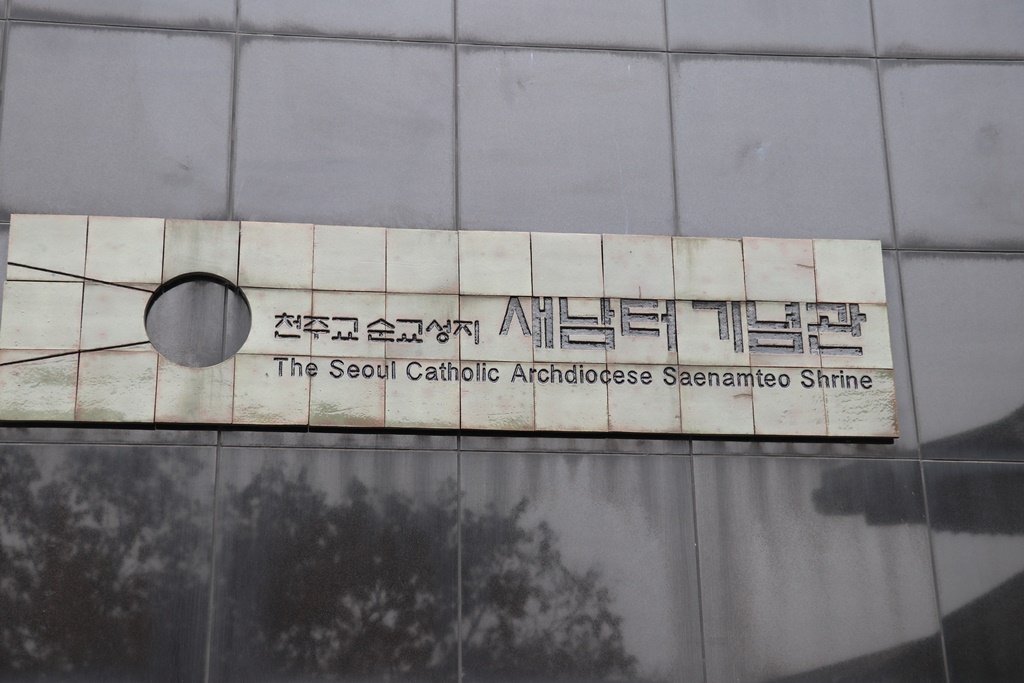 천주교 순교성지 새남터 기념관
The Seoul Catholic Archdiocese Saenamteo Shrine